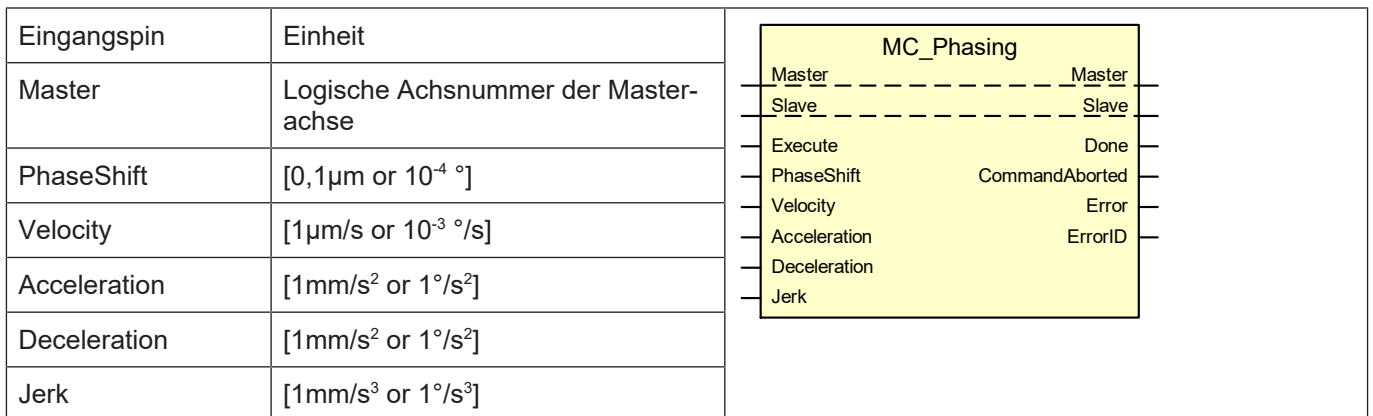 Eingangspin Einheit
Master Logische Achsnummer der Master-
achse
PhaseShift [0,1µm or 10⁻⁴ °]
Velocity [1µm/s or 10⁻³ °/s]
Acceleration [1mm/s² or 1°/s²]
Deceleration [1mm/s² or 1°/s²]
Jerk [1mm/s³ or 1°/s³]
MC_Phasing
Master Master
Slave Slave
Execute Done
PhaseShift CommandAborted
Velocity Error
Acceleration ErrorID
Deceleration
Jerk